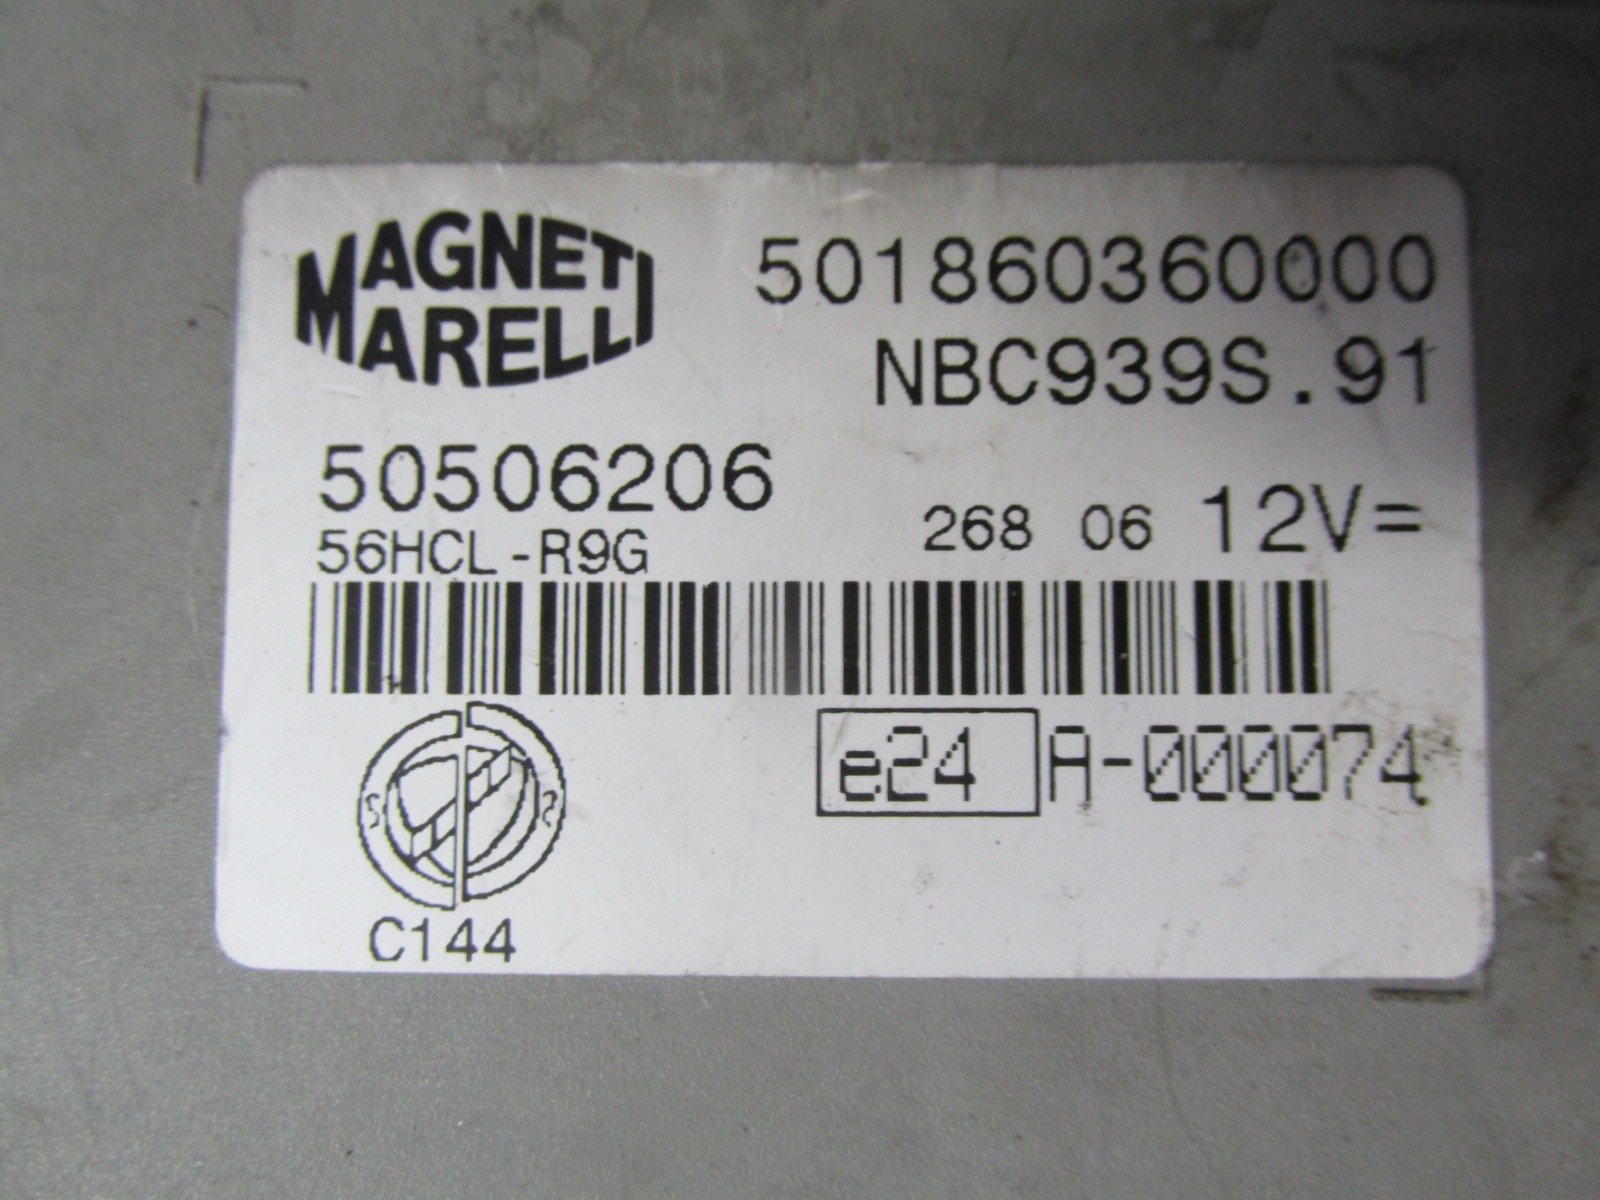 MAGNETI
MARELLI
501860360000
NBC939S.91
50506206
56HCL-R9G
268 06 12V=
e24 A-000074
C144